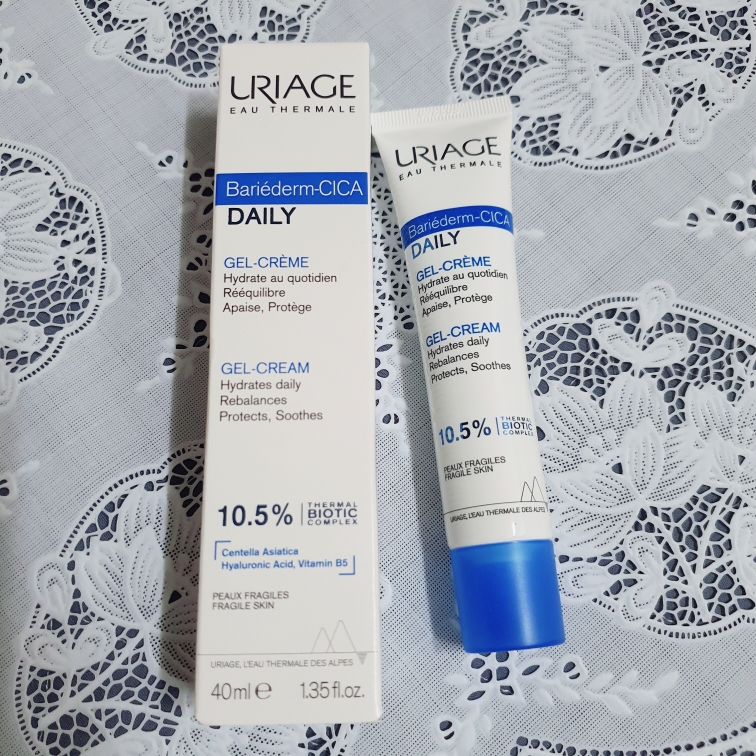 URIAGE
EAU THERMALE
Bariéderm-CICA
DAILY
GEL-CRÈME
Hydrate au quotidien
Rééquilibre
Apaise, Protège
GEL-CREAM
Hydrates daily
Rebalances
Protects, Soothes
10.5% THERMAL
BIOTIC
COMPLEX
Centella Asiatica
Hyaluronic Acid, Vitamin B5
PEAUX FRAGILES
FRAGILE SKIN
URIAGE, L'EAU THERMALE DES ALPES
40ml e 1.35fl.oz.
URIAGE
EAU THERMALE
Bariéderm-CICA
DAILY
GEL-CRÈME
Hydrate au quotidien
Rééquilibre
Apaise, Protège
GEL-CREAM
Hydrates daily
Rebalances
Protects, Soothes
10.5% THERMAL
BIOTIC
COMPLEX
PEAUX FRAGILES
FRAGILE SKIN
URIAGE, L'EAU THERMALE DES ALPES